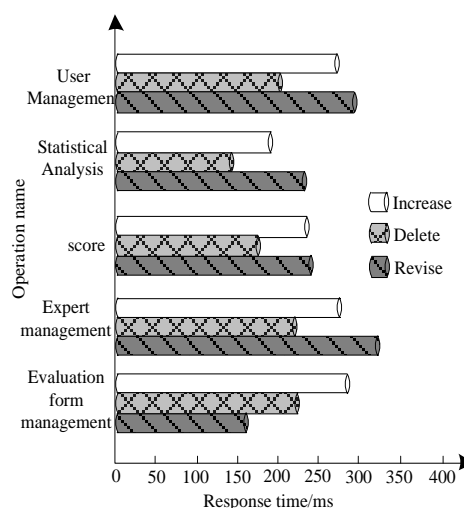 Operation name
User
Managemen
Statistical
Analysis
score
Expert
management
Evaluation
form
management
Increase
Delete
Revise
0 50 100 150 200 250 300 350 400
Response time/ms